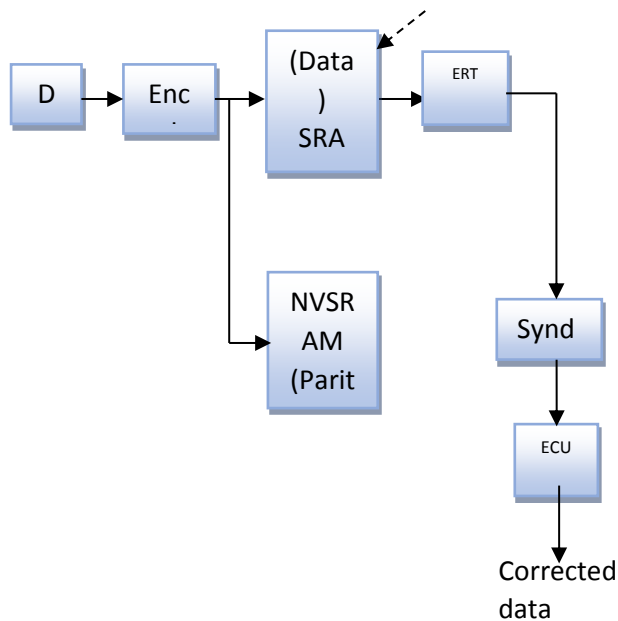 D
Enc
.
(Data
)
SRA
ERT
NVSR
AM
(Parit
Synd
ECU
Corrected
data